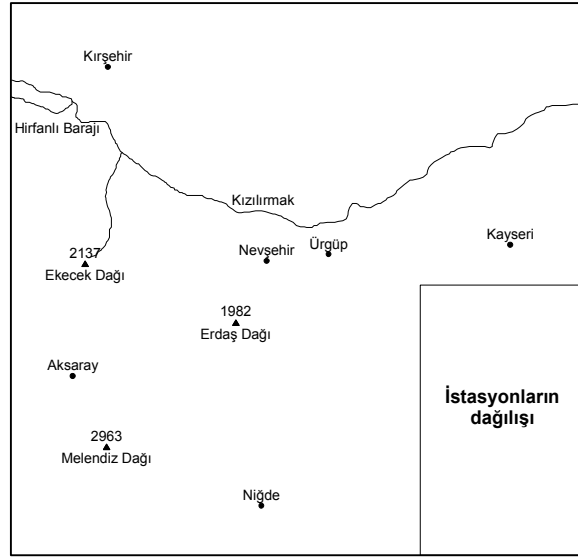 Kırşehir
Hirfanlı Barajı
Kızılırmak
Kayseri
Ürgüp
Nevşehir
2137
Ekecek Dağı
1982
Erdaş Dağı
Aksaray
İstasyonların
dağılışı
2963
Melendiz Dağı
Niğde